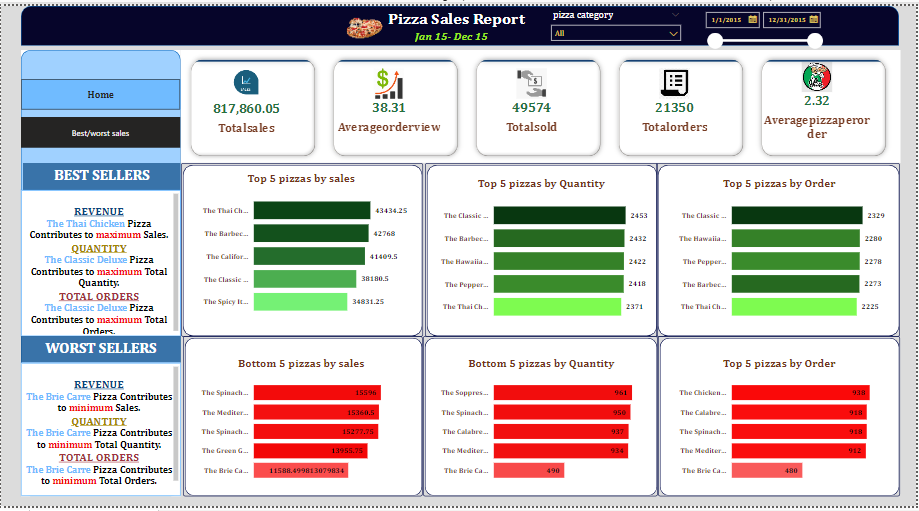 Pizza Sales Report
Jan 15- Dec 15
pizza category
All
1/1/2015
12/31/2015
Home
Best/worst sales
SALES
817,860.05
Totalsales
38.31
Averageorderview
49574
Totalsold
21350
Totalorders
2.32
Averagepizzaperor
der
BEST SELLERS
REVENUE
The Thai Chicken Pizza
Contributes to maximum Sales.
QUANTITY
The Classic Deluxe Pizza
Contributes to maximum Total
Quantity.
TOTAL ORDERS
The Classic Deluxe Pizza
Contributes to maximum Total
Orders.
WORST SELLERS
REVENUE
The Brie Carre Pizza Contributes
to minimum Sales.
QUANTITY
The Brie Carre Pizza Contributes
to minimum Total Quantity.
TOTAL ORDERS
The Brie Carre Pizza Contributes
to minimum Total Orders.
Top 5 pizzas by sales
The Thai Ch... 43434.25
The Barbec... 42768
The Califor... 41409.5
The Classic ... 38180.5
The Spicy It... 34831.25
Top 5 pizzas by Quantity
The Classic ... 2453
The Barbec... 2432
The Hawaiia... 2422
The Pepper... 2418
The Thai Ch... 2371
Top 5 pizzas by Order
The Classic ... 2329
The Hawaiia... 2280
The Pepper... 2278
The Barbec... 2273
The Thai Ch... 2225
Bottom 5 pizzas by sales
The Spinach... 15596
The Mediter... 15360.5
The Spinach... 15277.75
The Green G... 13955.75
The Brie Ca... 11588.499813079834
Bottom 5 pizzas by Quantity
The Soppres... 961
The Spinach... 950
The Calabre... 937
The Mediter... 934
The Brie Ca... 490
Top 5 pizzas by Order
The Chicken... 938
The Calabre... 918
The Spinach... 918
The Mediter... 912
The Brie Ca... 480